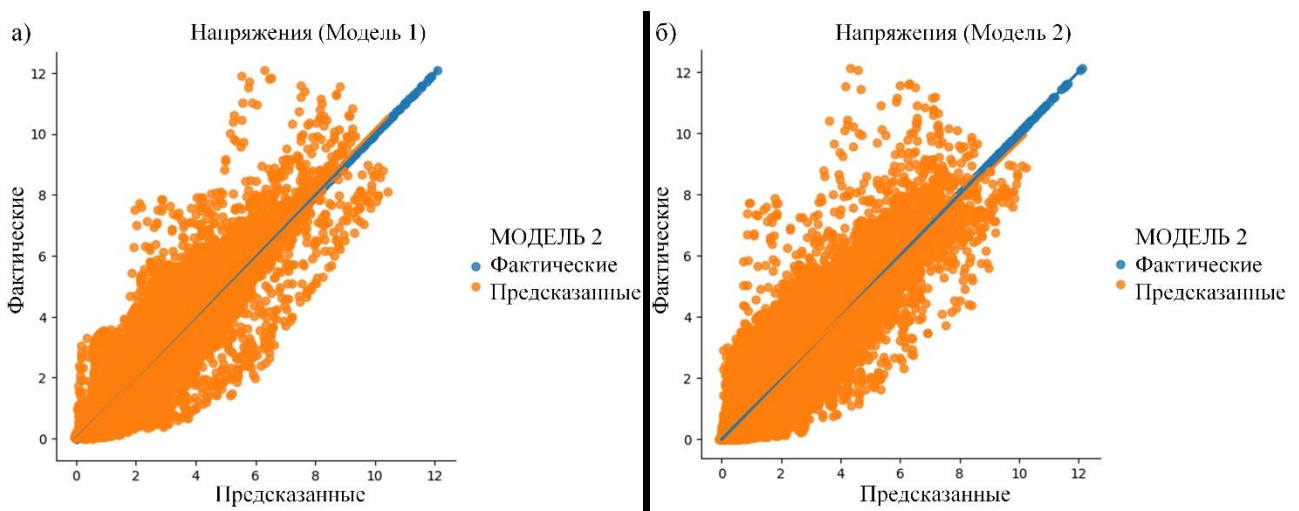 а)
Напряжения (Модель 1)
12
10
8
6
4
2
0
0 2 4 6 8 10 12
Фактические
Предсказанные
МОДЕЛЬ 2
Фактические
Предсказанные
б)
Напряжения (Модель 2)
12
10
8
6
4
2
0
0 2 4 6 8 10 12
Фактические
Предсказанные
МОДЕЛЬ 2
Фактические
Предсказанные